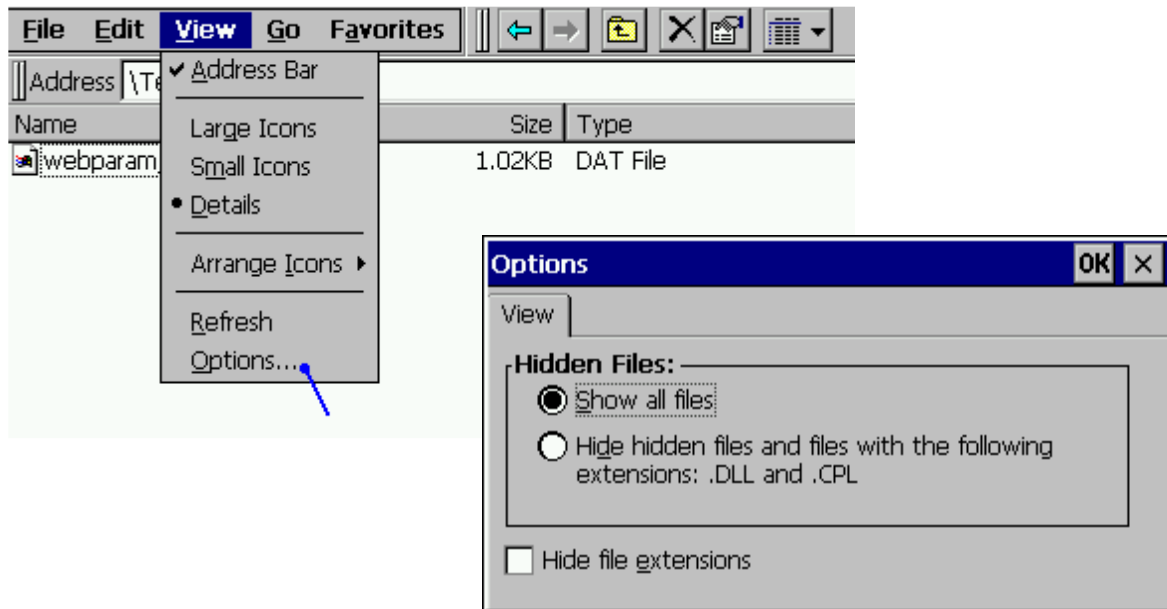 File Edit View Go Favorites
Address \Te
Address Bar
Name Size Type
Large Icons
webparam_ 1.02KB DAT File
Small Icons
Details
Arrange Icons
Refresh
Options...
Options OK
View
Hidden Files:
Show all files
Hide hidden files and files with the following
extensions: .DLL and .CPL
Hide file extensions